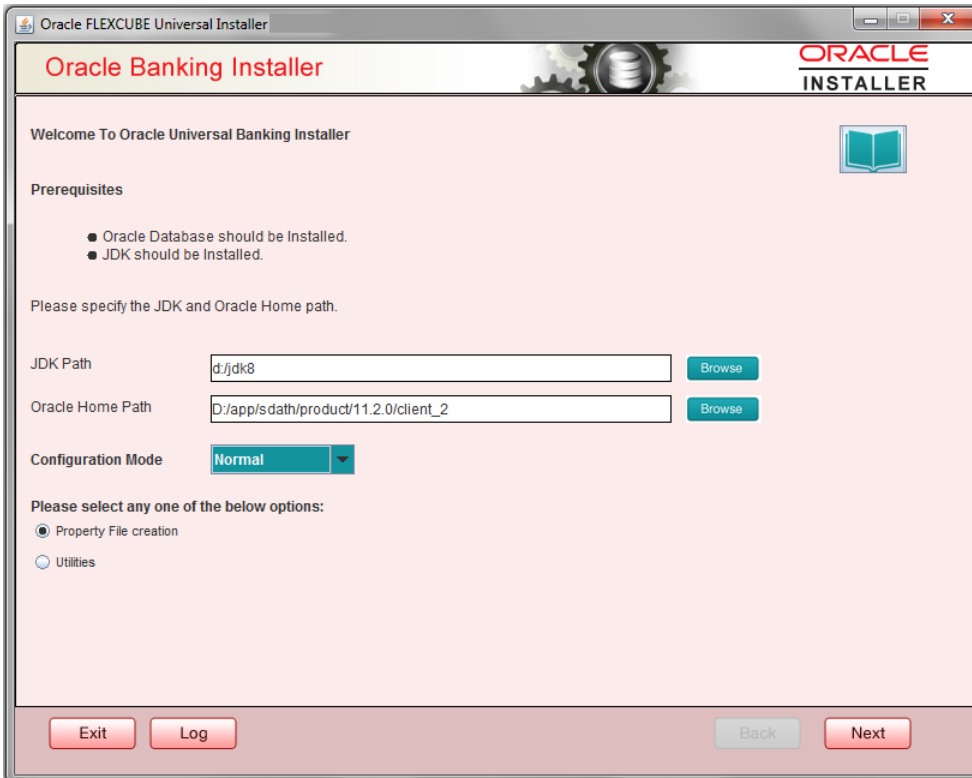 Oracle FLEXCUBE Universal Installer
Oracle Banking Installer
ORACLE
INSTALLER
Welcome To Oracle Universal Banking Installer
Prerequisites
Oracle Database should be Installed.
JDK should be Installed.
Please specify the JDK and Oracle Home path.
JDK Path d:/jdk8 Browse
Oracle Home Path D:/app/sdath/product/11.2.0/client_2 Browse
Configuration Mode Normal
Please select any one of the below options:
Property File creation
Utilities
Exit Log Back Next